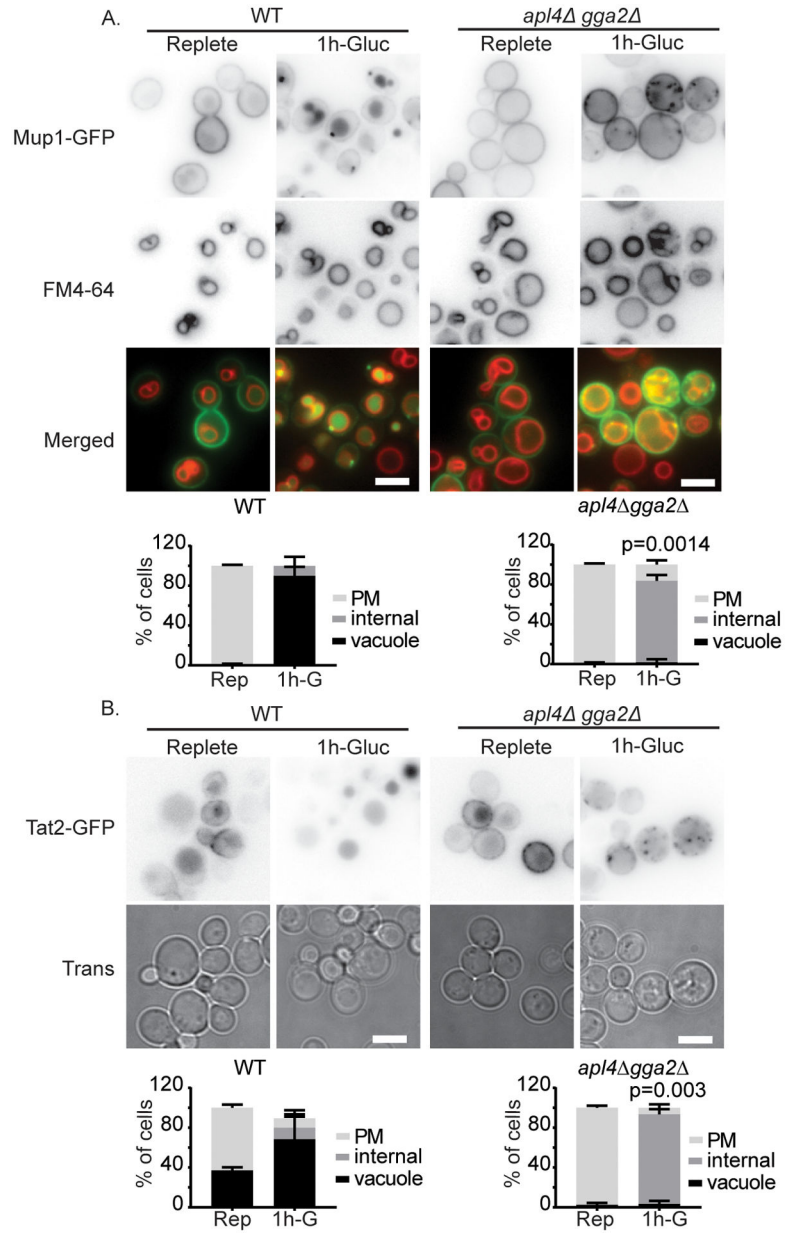 A.
WT apl4Δ gga2Δ
Replete 1h-Gluc Replete 1h-Gluc
Mup1-GFP
FM4-64
Merged
WT apl4Δgga2Δ
120 120 p=0.0014
80 PM 80 PM
% of cells % of cells
40 internal 40 internal
vacuole vacuole
0 0
Rep 1h-G Rep 1h-G
B.
WT apl4Δ gga2Δ
Replete 1h-Gluc Replete 1h-Gluc
Tat2-GFP
Trans
WT apl4Δgga2Δ
120 120 p=0.003
80 PM 80 PM
% of cells % of cells
40 internal 40 internal
vacuole vacuole
0 0
Rep 1h-G Rep 1h-G